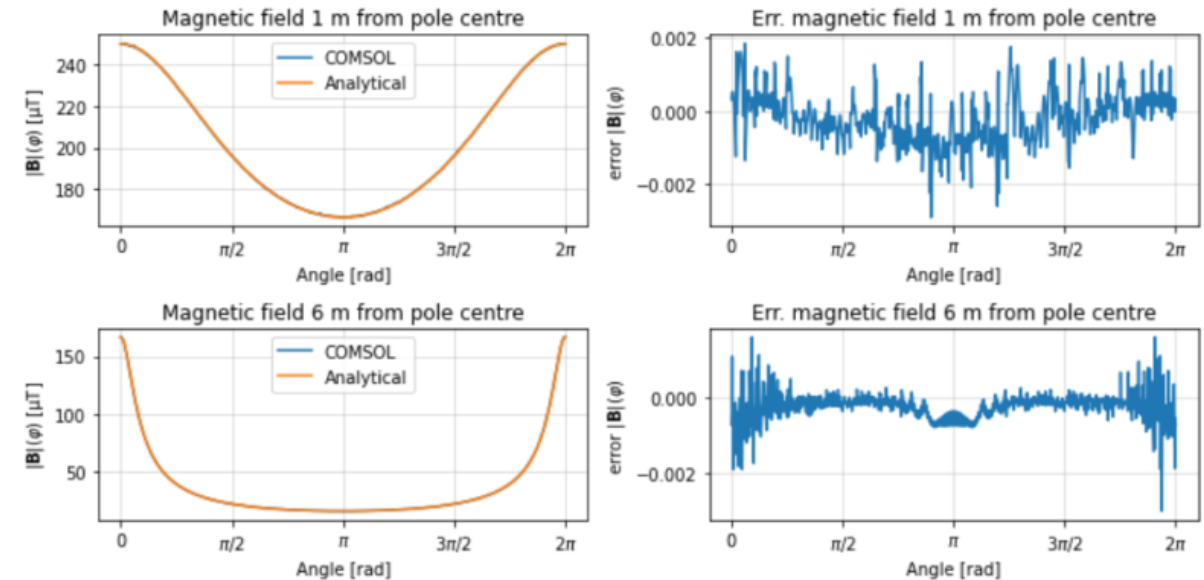 Magnetic field 1 m from pole centre
|B|(φ) [μT]
240
220
200
180
COMSOL
Analytical
0 π/2 π 3π/2 2π
Angle [rad]
Err. magnetic field 1 m from pole centre
error |B|(φ)
0.002
0.000
−0.002
0 π/2 π 3π/2 2π
Angle [rad]
Magnetic field 6 m from pole centre
|B|(φ) [μT]
150
100
50
COMSOL
Analytical
0 π/2 π 3π/2 2π
Angle [rad]
Err. magnetic field 6 m from pole centre
error |B|(φ)
0.000
−0.002
0 π/2 π 3π/2 2π
Angle [rad]